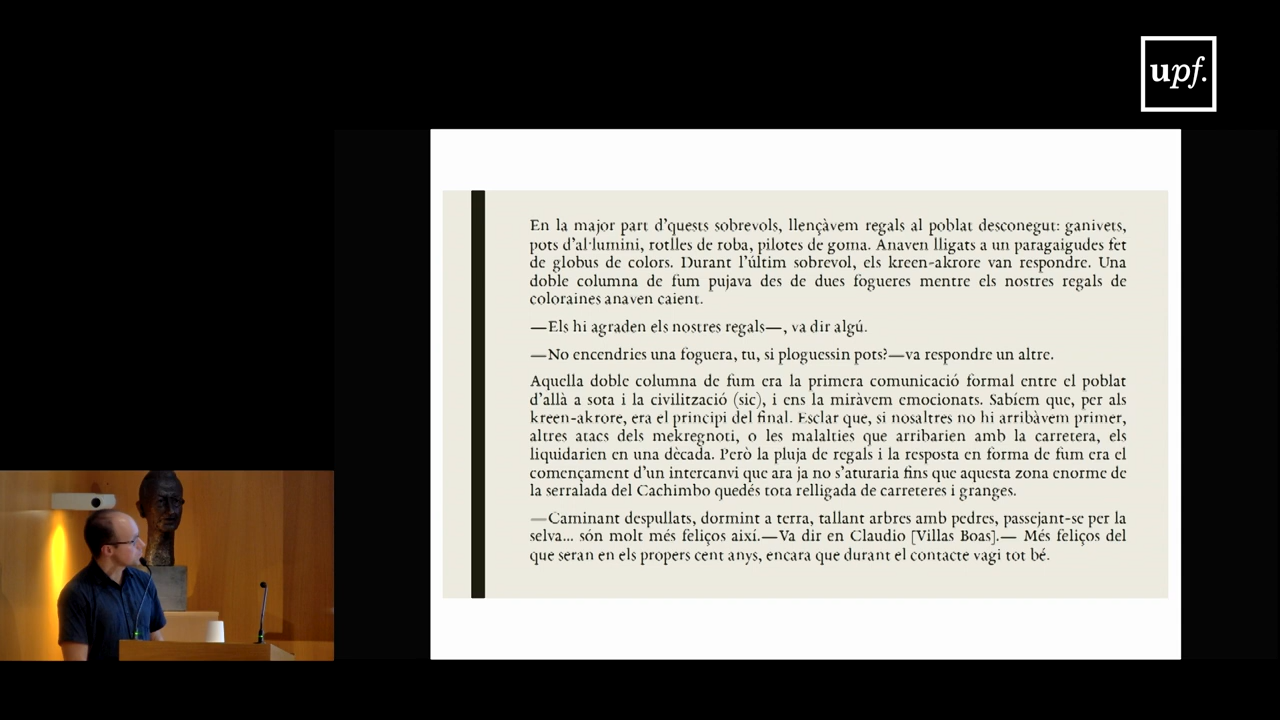 upf.
En la major part d'quests sobrevols, llençàvem regals al poblat desconegut: ganivets,
pots d'al·lumini, rotlles de roba, pilotes de goma. Anaven lligats a un paragaigudes fet
de globus de colors. Durant l'últim sobrevol, els kreen-akrore van respondre. Una
doble columna de fum pujava des de dues fogueres mentre els nostres regals de
coloraines anaven caient.
—Els hi agraden els nostres regals—, va dir algú.
—No encendries una foguera, tu, si ploguessin pots?—va respondre un altre.
Aquella doble columna de fum era la primera comunicació formal entre el poblat
d'allà a sota i la civilització (sic), i ens la miràvem emocionats. Sabíem que, per als
kreen-akrore, era el principi del final. Esclar que, si nosaltres no hi arribàvem primer,
altres atacs dels mekregnoti, o les malalties que arribarien amb la carretera, els
liquidarien en una dècada. Però la pluja de regals i la resposta en forma de fum era el
començament d'un intercanvi que ara ja no s'aturaria fins que aquesta zona enorme de
la serralada del Cachimbo quedés tota relligada de carreteres i granges.
—Caminant despullats, dormint a terra, tallant arbres amb pedres, passejant-se per la
selva... són molt més feliços així.—Va dir en Claudio [Villas Boas].— Més feliços del
que seran en els propers cent anys, encara que durant el contacte vagi tot bé.